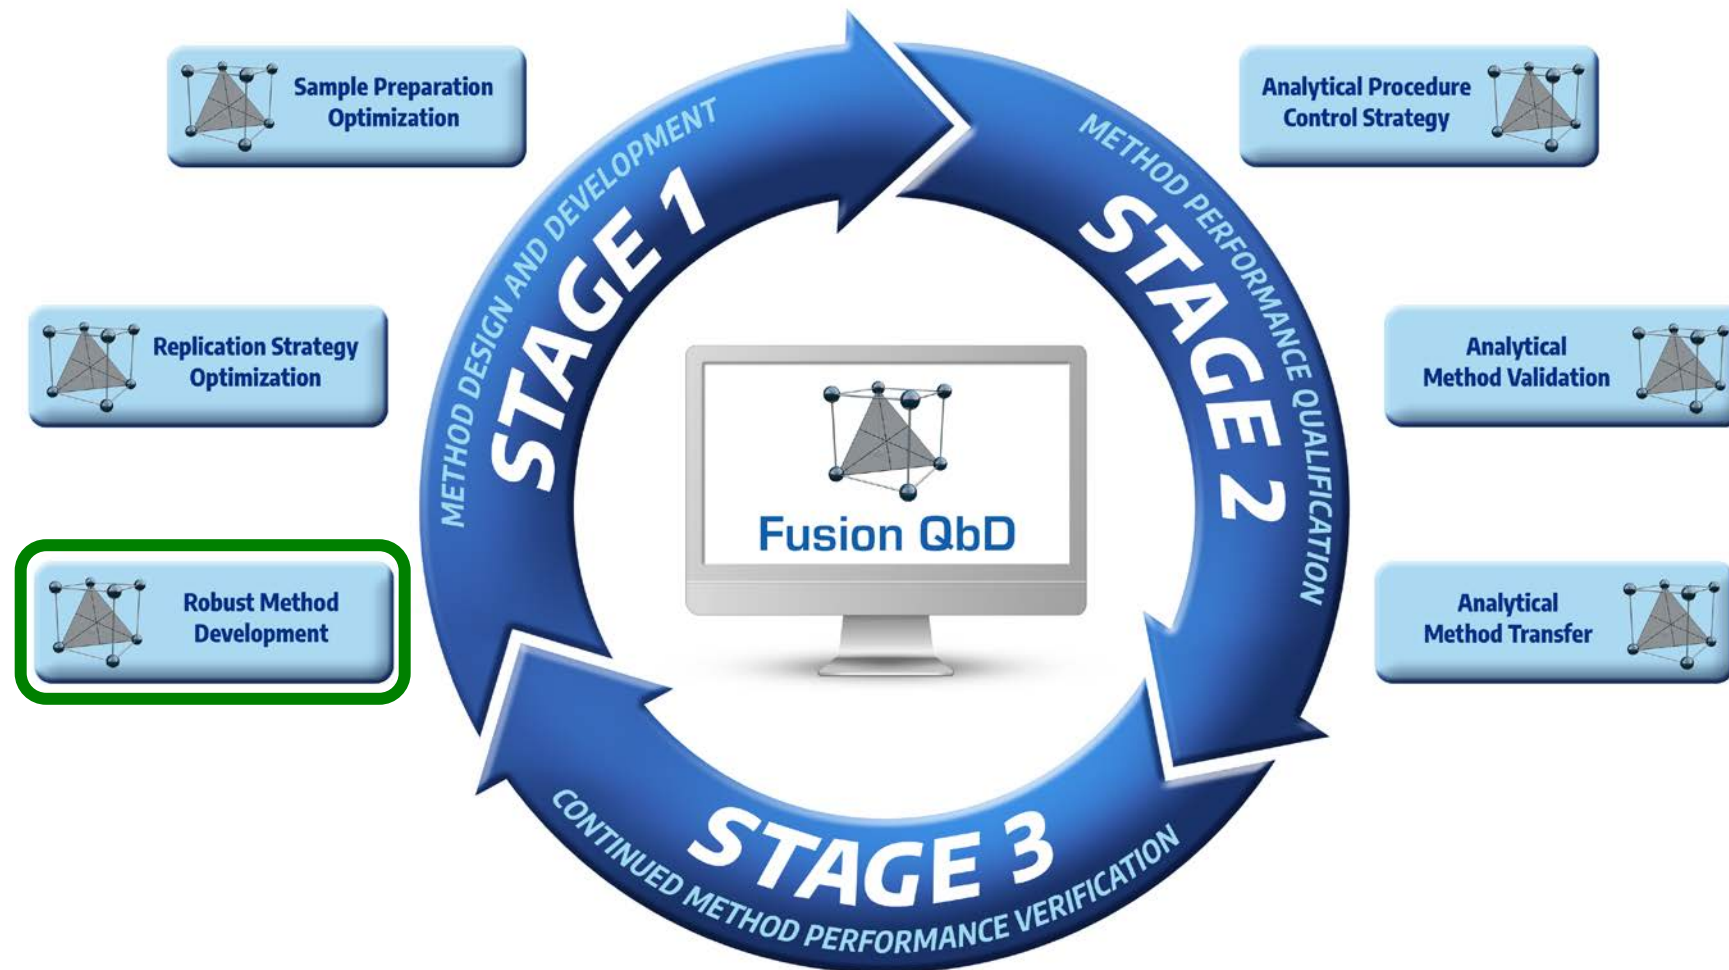 Sample Preparation
Optimization
Replication Strategy
Optimization
Robust Method
Development
METHOD DESIGN AND DEVELOPMENT
STAGE 1
Fusion QbD
METHOD PERFORMANCE QUALIFICATION
STAGE 2
Analytical Procedure
Control Strategy
Analytical
Method Validation
Analytical
Method Transfer
STAGE 3
CONTINUED METHOD PERFORMANCE VERIFICATION